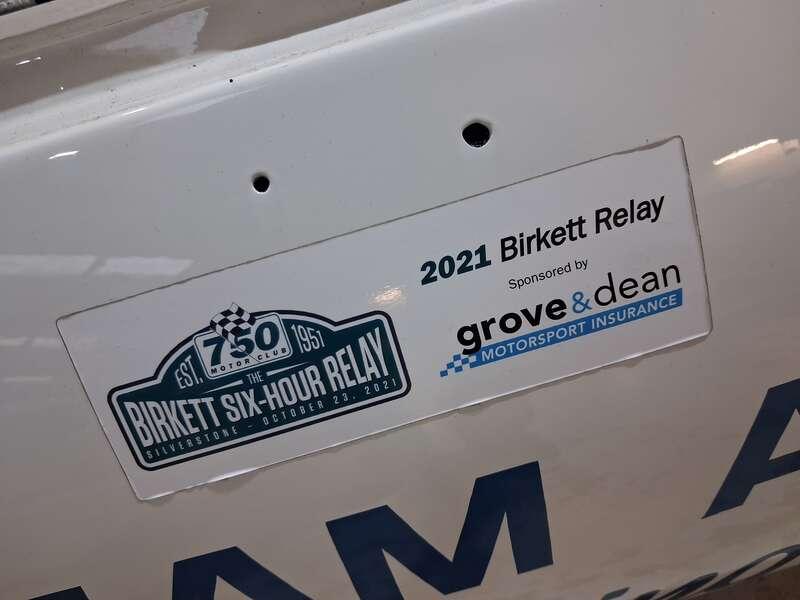 750
MOTOR CLUB
EST. 1951
THE
BIRKETT SIX-HOUR RELAY
SILVERSTONE - OCTOBER 23, 2021
2021 Birkett Relay
Sponsored by
grove&dean
MOTORSPORT INSURANCE
AM A